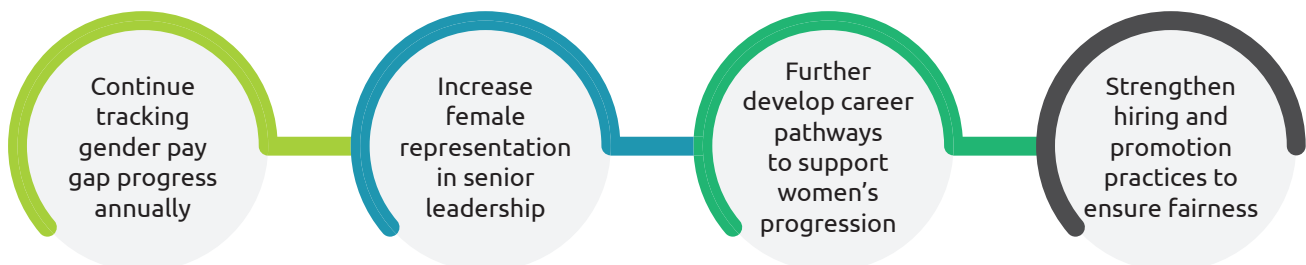 Continue
tracking
gender pay
gap progress
annually
Increase
female
representation
in senior
leadership
Further
develop career
pathways
to support
women’s
progression
Strengthen
hiring and
promotion
practices to
ensure fairness